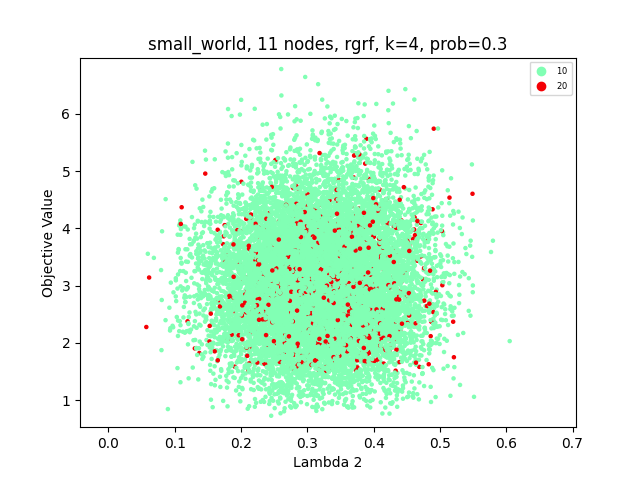 small_world, 11 nodes, rgrf, k=4, prob=0.3
10
20
6
5
4
3
2
1
Objective Value
0.0 0.1 0.2 0.3 0.4 0.5 0.6 0.7
Lambda 2